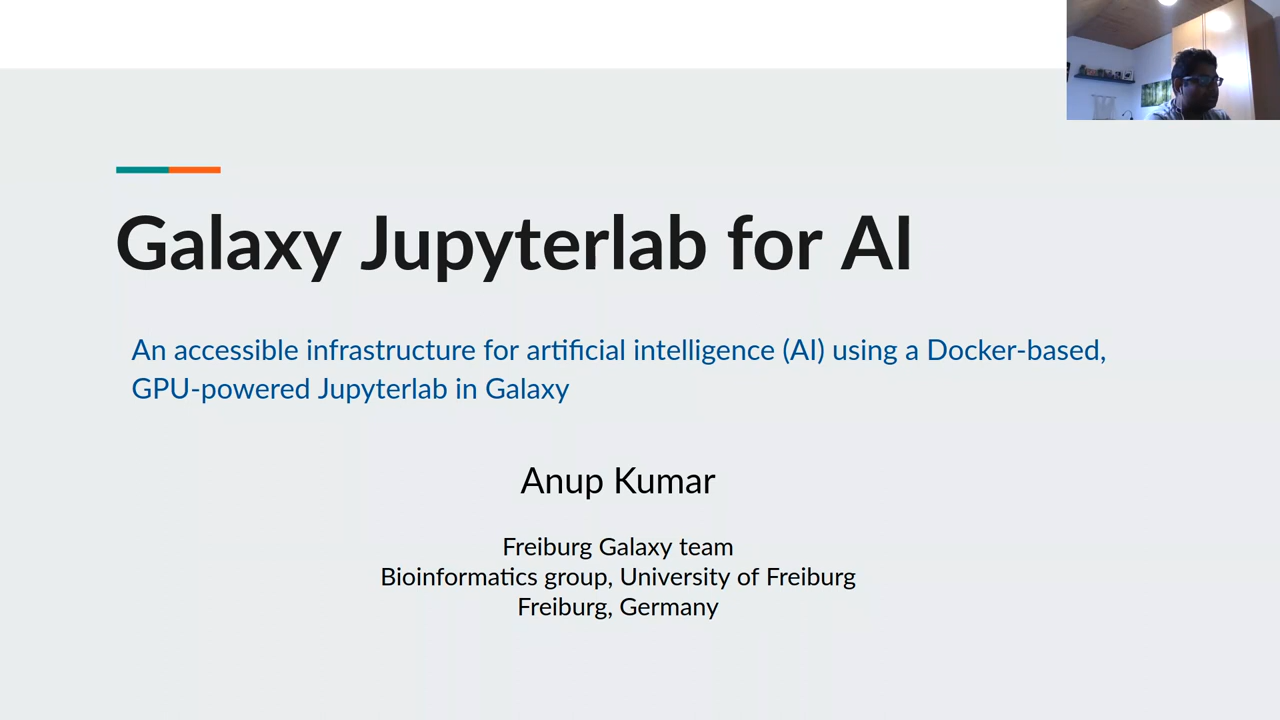 Galaxy Jupyterlab for AI
An accessible infrastructure for artificial intelligence (AI) using a Docker-based,
GPU-powered Jupyterlab in Galaxy
Anup Kumar
Freiburg Galaxy team
Bioinformatics group, University of Freiburg
Freiburg, Germany